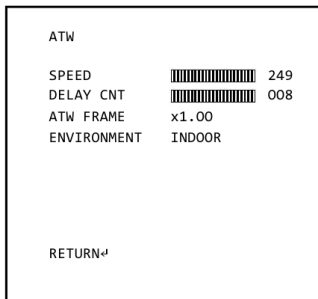 ATW
SPEED 249
DELAY CNT 008
ATW FRAME x1.00
ENVIRONMENT INDOOR
RETURN↵